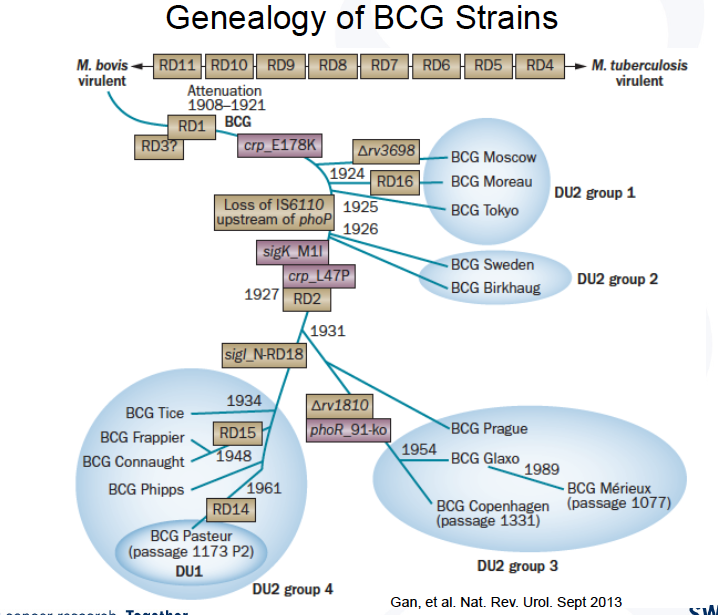 Genealogy of BCG Strains
M. bovis
virulent
RD11
RD10
RD9
RD8
RD7
RD6
RD5
RD4
M. tuberculosis
virulent
Attenuation
1908–1921
RD1
BCG
RD3?
crp_E178K
Δrv3698
BCG Moscow
1924
RD16
BCG Moreau
DU2 group 1
Loss of IS6110
upstream of phoP
1925
BCG Tokyo
1926
sigK_M1I
BCG Sweden
crp_L47P
DU2 group 2
BCG Birkhaug
1927
RD2
1931
sigI_N-RD18
1934
BCG Tice
Δrv1810
BCG Frappier
RD15
phoR_91-ko
BCG Prague
BCG Connaught
1948
1954
BCG Glaxo
1989
BCG Phipps
1961
BCG Mérieux
(passage 1077)
RD14
BCG Copenhagen
(passage 1331)
BCG Pasteur
(passage 1173 P2)
DU1
DU2 group 3
DU2 group 4
Gan, et al. Nat. Rev. Urol. Sept 2013
cancer research. Together
SW